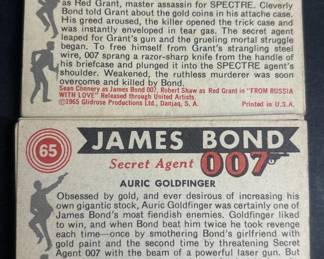 as Red Grant, master assassin for SPECTRE. Cleverly
Bond told Grant about the gold coins in his attache case.
His greed aroused, the killer opened the trick case and
was instantly enveloped in tear gas. The secret agent
leaped for Grant's gun and the grueling mortal struggle
began. To free himself from Grant's strangling steel
wire, 007 sprang a razor-sharp knife from the handle of
his briefcase and plunged it into the SPECTRE agent's
shoulder. Weakened, the ruthless murderer was soon
overcome and killed by Bond.
Sean Connery as James Bond 007, Robert Shaw as Red Grant in "FROM RUSSIA
WITH LOVE" Released through United Artists.
©1965 Glidrose Productions Ltd., Danjaq, S.A. Printed in U.S.A.
65
JAMES BOND
Secret Agent 007
AURIC GOLDFINGER
Obsessed by gold, and ever desirous of increasing his
own gigantic stock, Auric Goldfinger was certainly one of
James Bond's most fiendish enemies. Goldfinger liked
to win, and when Bond beat him twice he took revenge
each time—once by smothering Bond's girlfriend with
gold paint and the second time by threatening Secret
Agent 007 with the beam of a powerful laser gun. But